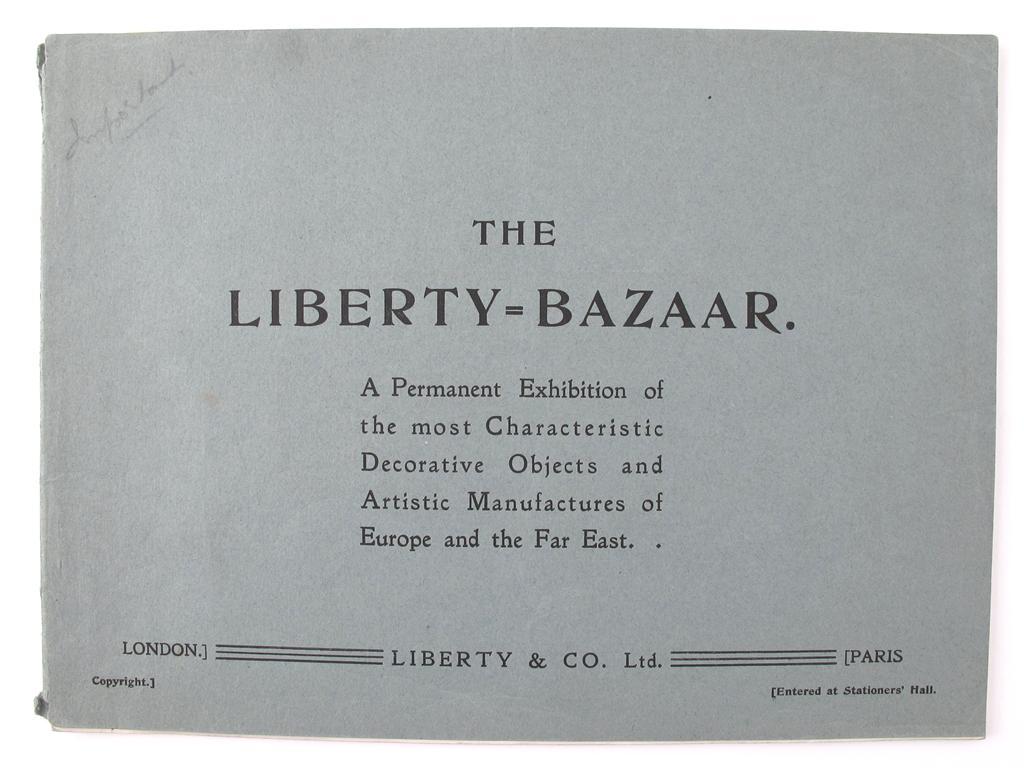 Important
THE
LIBERTY=BAZAAR.
A Permanent Exhibition of
the most Characteristic
Decorative Objects and
Artistic Manufactures of
Europe and the Far East. .
LONDON.] LIBERTY & CO. Ltd. [PARIS
Copyright.] [Entered at Stationers' Hall.